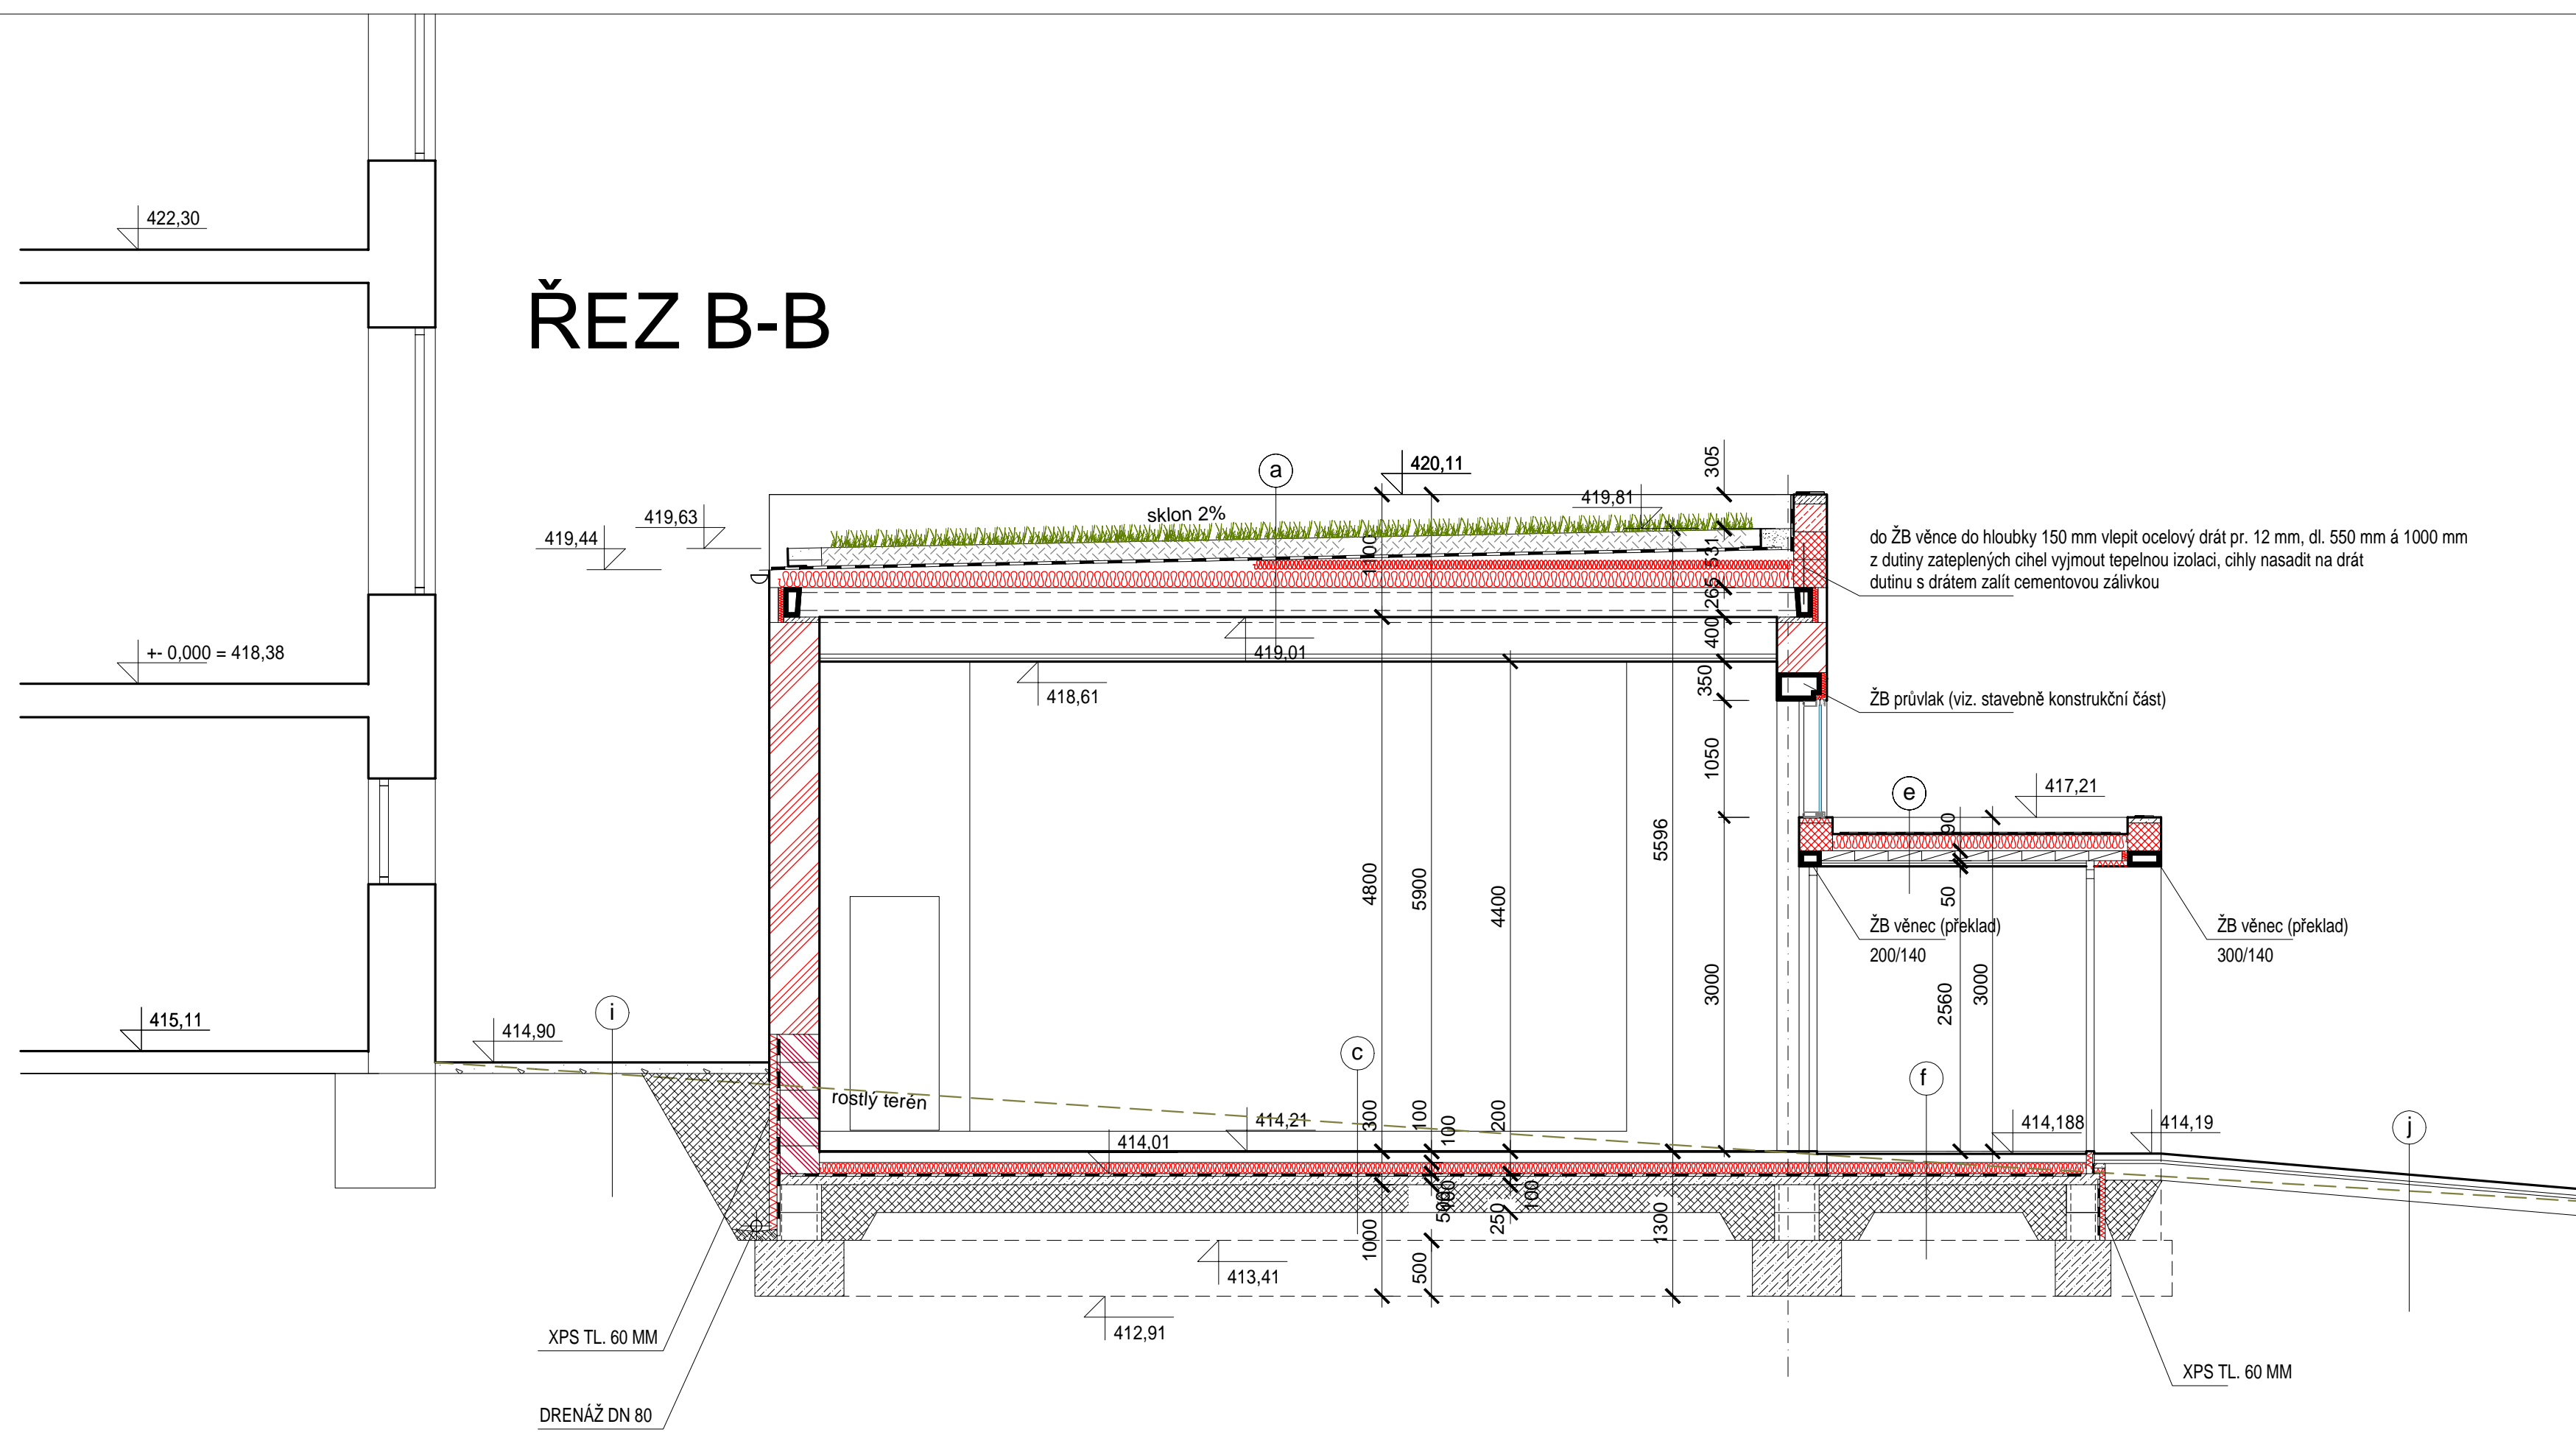 422,30
ŘEZ B-B
305
a
420,11
419,81
419,63
sklon 2%
419,44
1100
531
do ŽB věnce do hloubky 150 mm vlepit ocelový drát pr. 12 mm, dl. 550 mm á 1000 mm
z dutiny zateplených cihel vyjmout tepelnou izolaci, cihly nasadit na drát
dutinu s drátem zalít cementovou zálivkou
265
400
+- 0,000 = 418,38
419,01
350
418,61
ŽB průvlak (viz. stavebně konstrukční část)
1050
417,21
e
90
5596
4800
5900
4400
50
ŽB věnec (překlad)
200/140
ŽB věnec (překlad)
300/140
3000
2560
3000
415,11
i
414,90
c
f
rostlý terén
300
100
100
200
414,21
414,01
414,188
414,19
j
100
1000
500
250
1300
413,41
412,91
XPS TL. 60 MM
XPS TL. 60 MM
DRENÁŽ DN 80